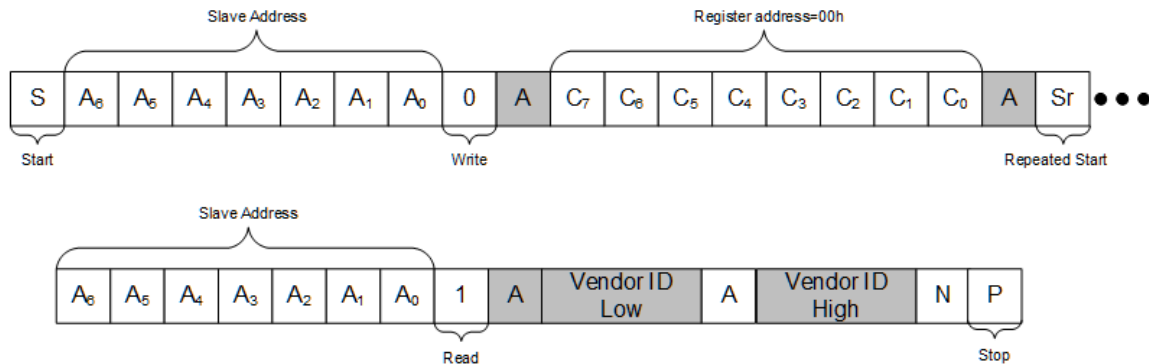 Slave Address Register address=00h
S A₆ A₅ A₄ A₃ A₂ A₁ A₀ 0 A C₇ C₆ C₅ C₄ C₃ C₂ C₁ C₀ A Sr •••
Start Write Repeated Start
Slave Address
A₆ A₅ A₄ A₃ A₂ A₁ A₀ 1 A Vendor ID Low A Vendor ID High N P
Read Stop